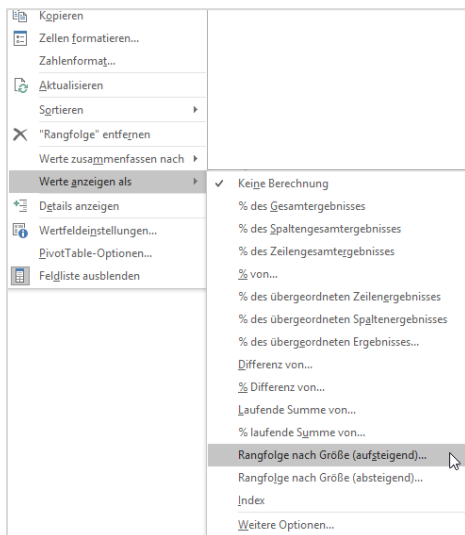 Kopieren
Zellen formatieren...
Zahlenformat...
Aktualisieren
Sortieren
"Rangfolge" entfernen
Werte zusammenfassen nach
Werte anzeigen als
Details anzeigen
Wertfeldeinstellungen...
PivotTable-Optionen...
Feldliste ausblenden
Keine Berechnung
% des Gesamtergebnisses
% des Spaltengesamtergebnisses
% des Zeilengesamtergebnisses
% von...
% des übergeordneten Zeilenergebnisses
% des übergeordneten Spaltenergebnisses
% des übergeordneten Ergebnisses...
Differenz von...
% Differenz von...
Laufende Summe von...
% laufende Summe von...
Rangfolge nach Größe (aufsteigend)...
Rangfolge nach Größe (absteigend)...
Index
Weitere Optionen...